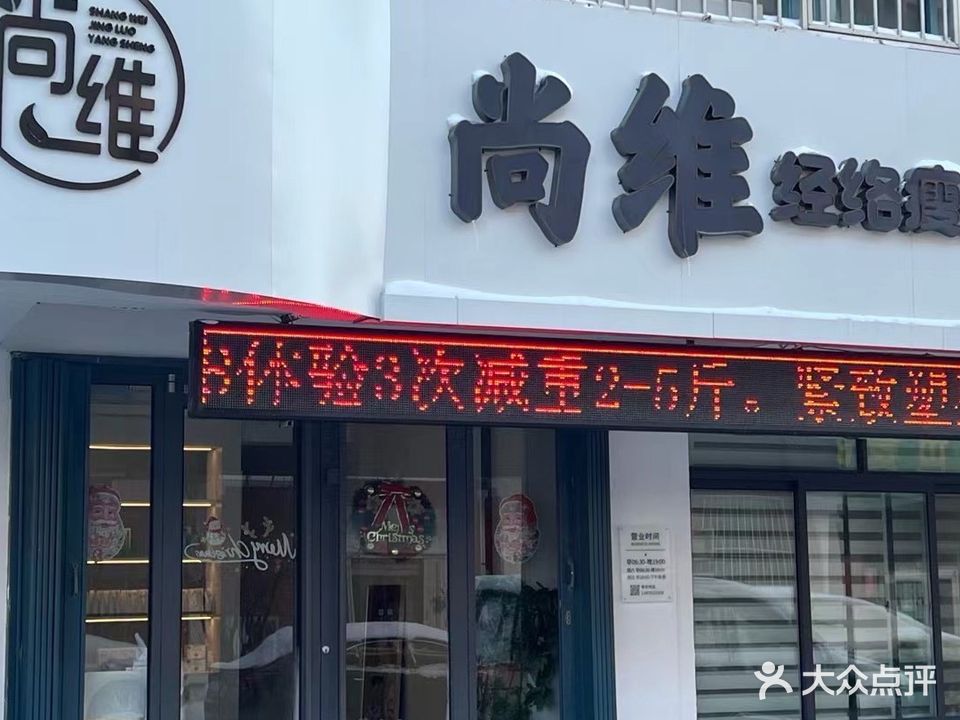 SHANG WEI
JING LUO
YANG SHENG
尚维
尚维 经络瘦
体验3次减重2-5斤。紧致塑
Merry Christmas
Merry Christmas
营业时间
大众点评